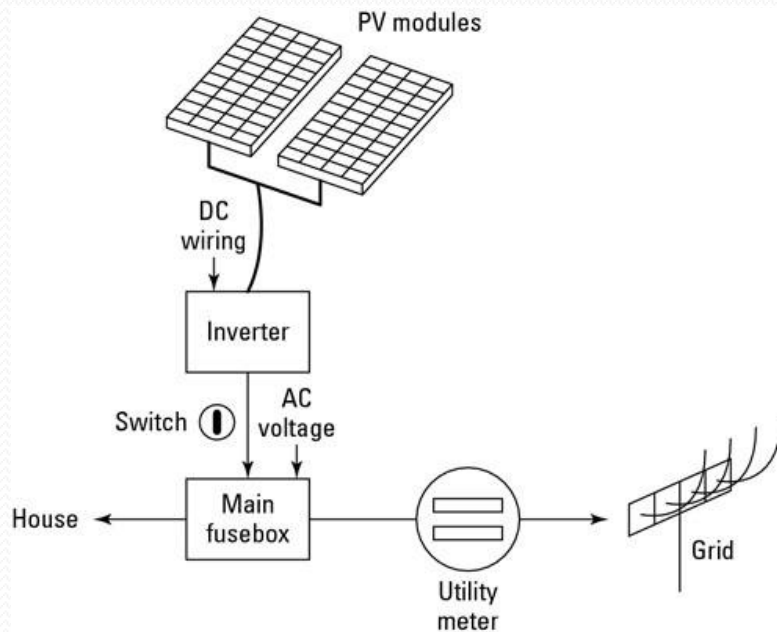 PV modules
DC
wiring
Inverter
Switch
AC
voltage
House
Main
fusebox
Utility
meter
Grid